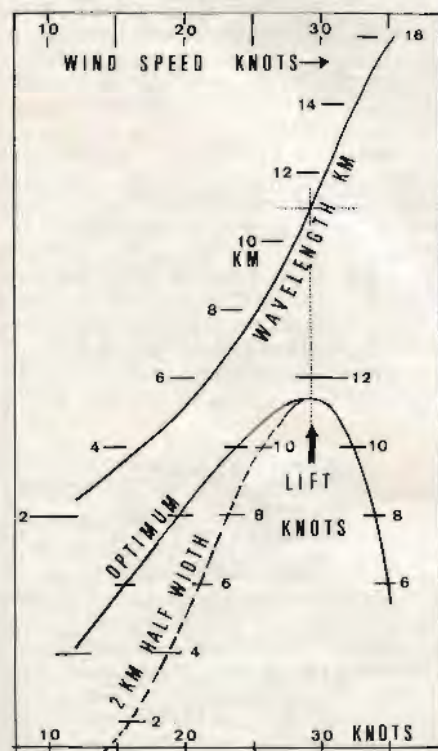 10 20 30
WIND SPEED KNOTS→
16
14
12
WAVELENGTH KM
10
KM
8
6
12
4
10 10
LIFT
2
OPTIMUM
8 8
KNOTS
2 KM HALF WIDTH
6 6
4
2
10 20 30 KNOTS